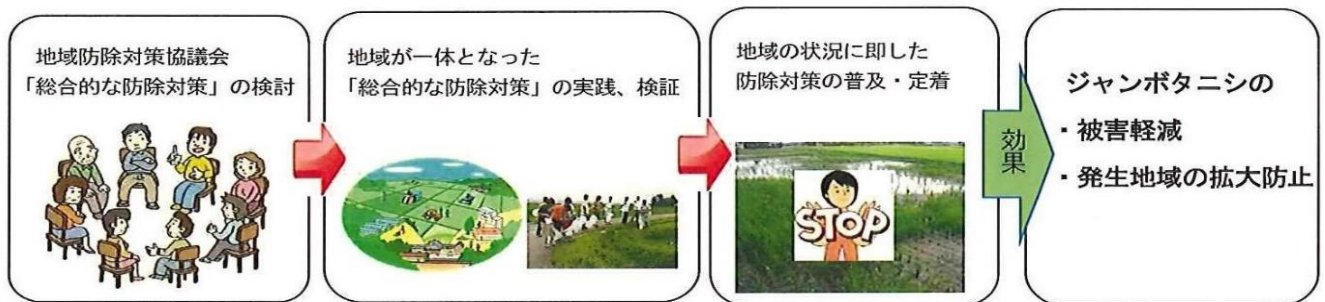 地域防除対策協議会
「総合的な防除対策」の検討
地域が一体となった
「総合的な防除対策」の実践、検証
地域の状況に即した
防除対策の普及・定着
STOP
効果
ジャンボタニシの
・被害軽減
・発生地域の拡大防止